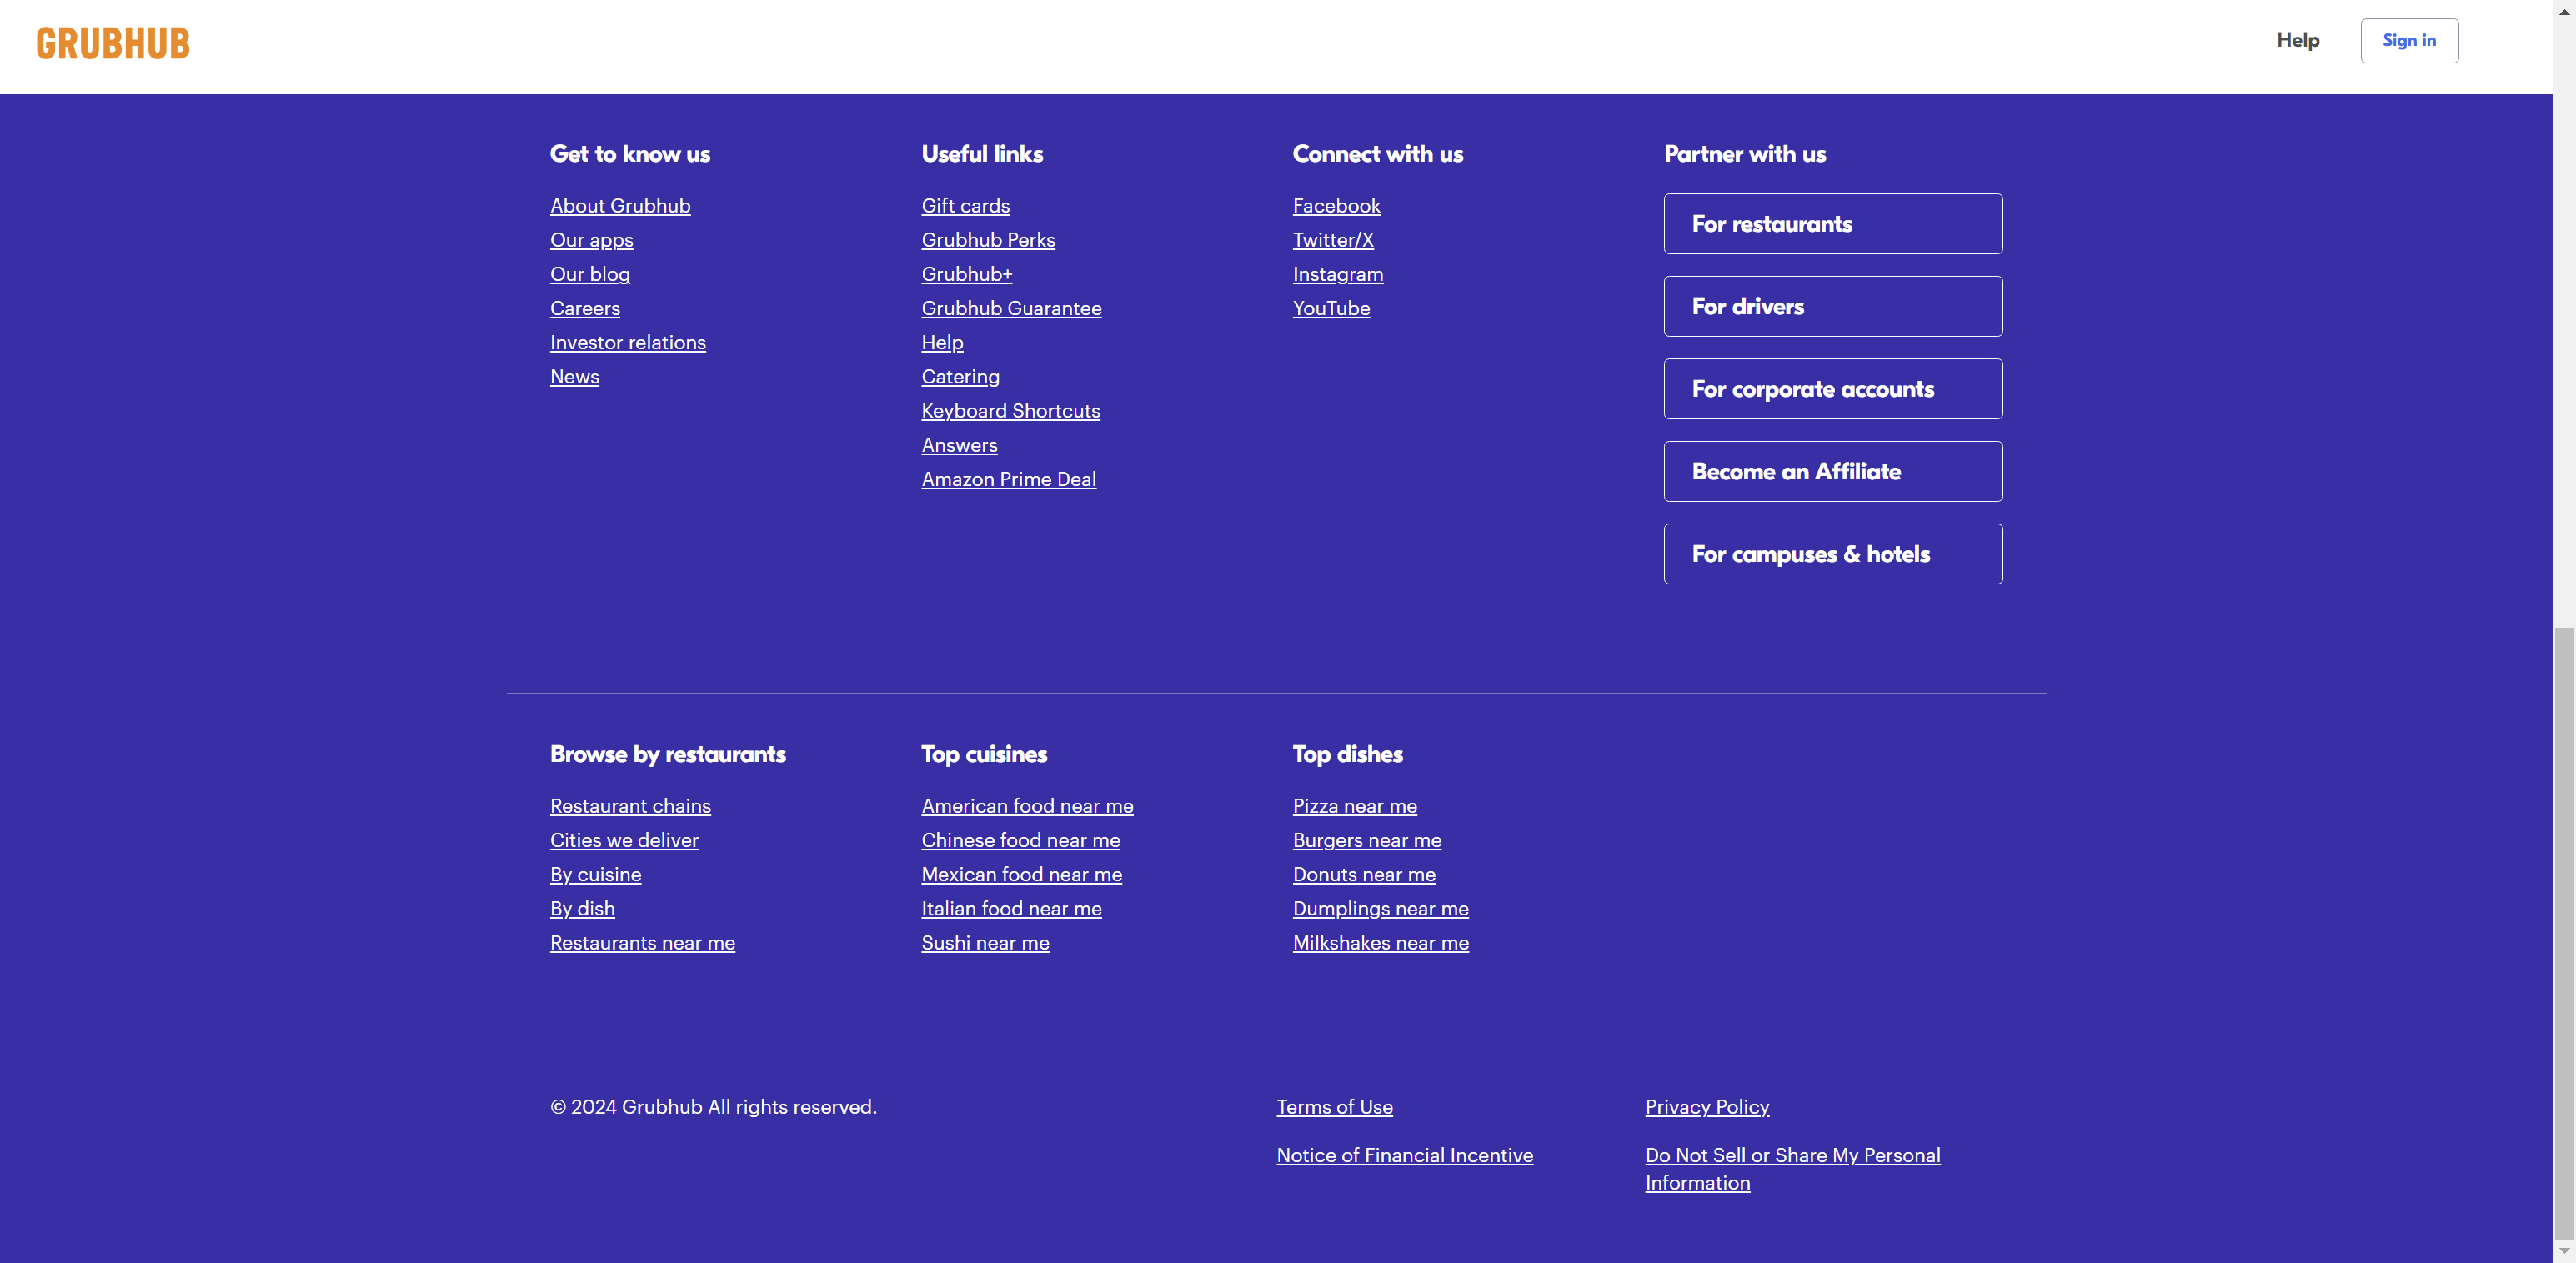 GRUBHUB
Help
Sign in
Get to know us
About Grubhub
Our apps
Our blog
Careers
Investor relations
News
Useful links
Gift cards
Grubhub Perks
Grubhub+
Grubhub Guarantee
Help
Catering
Keyboard Shortcuts
Answers
Amazon Prime Deal
Connect with us
Facebook
Twitter/X
Instagram
YouTube
Partner with us
For restaurants
For drivers
For corporate accounts
Become an Affiliate
For campuses & hotels
Browse by restaurants
Restaurant chains
Cities we deliver
By cuisine
By dish
Restaurants near me
Top cuisines
American food near me
Chinese food near me
Mexican food near me
Italian food near me
Sushi near me
Top dishes
Pizza near me
Burgers near me
Donuts near me
Dumplings near me
Milkshakes near me
© 2024 Grubhub All rights reserved.
Terms of Use
Privacy Policy
Notice of Financial Incentive
Do Not Sell or Share My Personal
Information